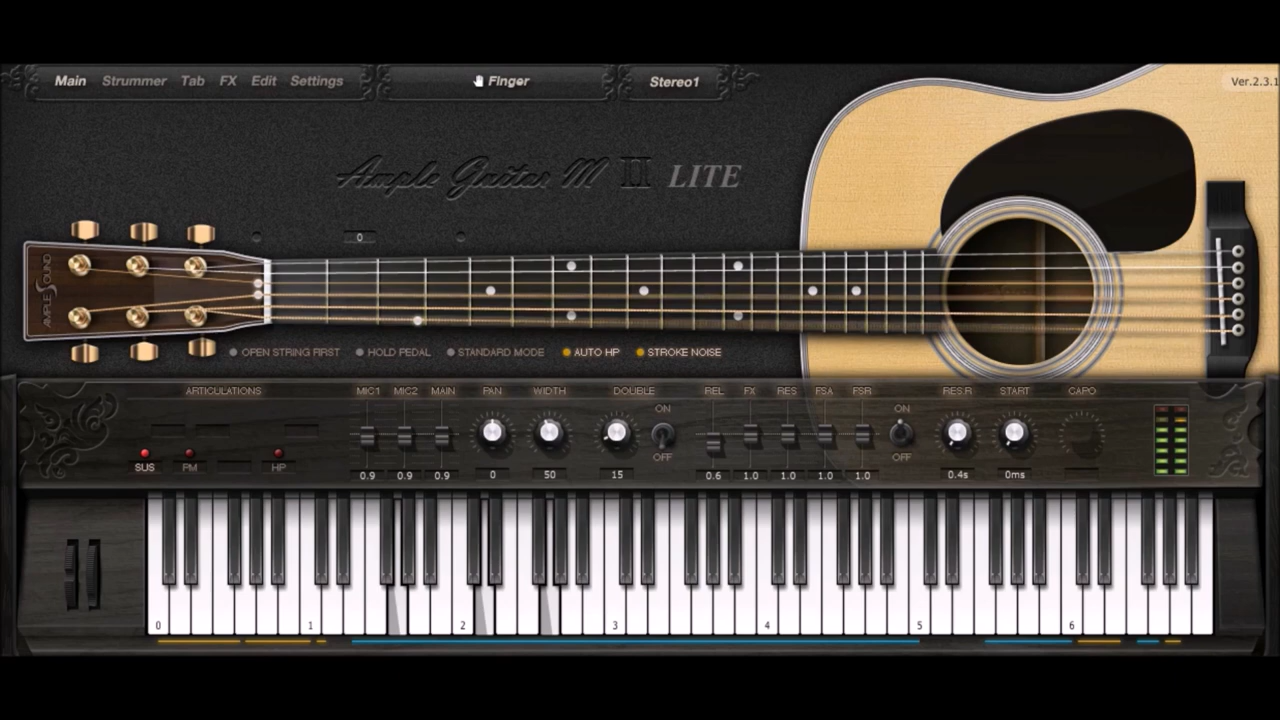 Main Strummer Tab FX Edit Settings Finger Stereo1 Ver.2.3.1
Ample Guitar M II LITE
0
AMPLE SOUND
OPEN STRING FIRST HOLD PEDAL STANDARD MODE AUTO HP STROKE NOISE
ARTICULATIONS MIC1 MIC2 MAIN PAN WIDTH DOUBLE REL FX RES FSA FSR RES R START CAPO
ON ON
OFF OFF
SUS PM HP
0.9 0.9 0.9 0 50 15 0.6 1.0 1.0 1.0 1.0 0.4s 0ms
0 1 2 3 4 5 6